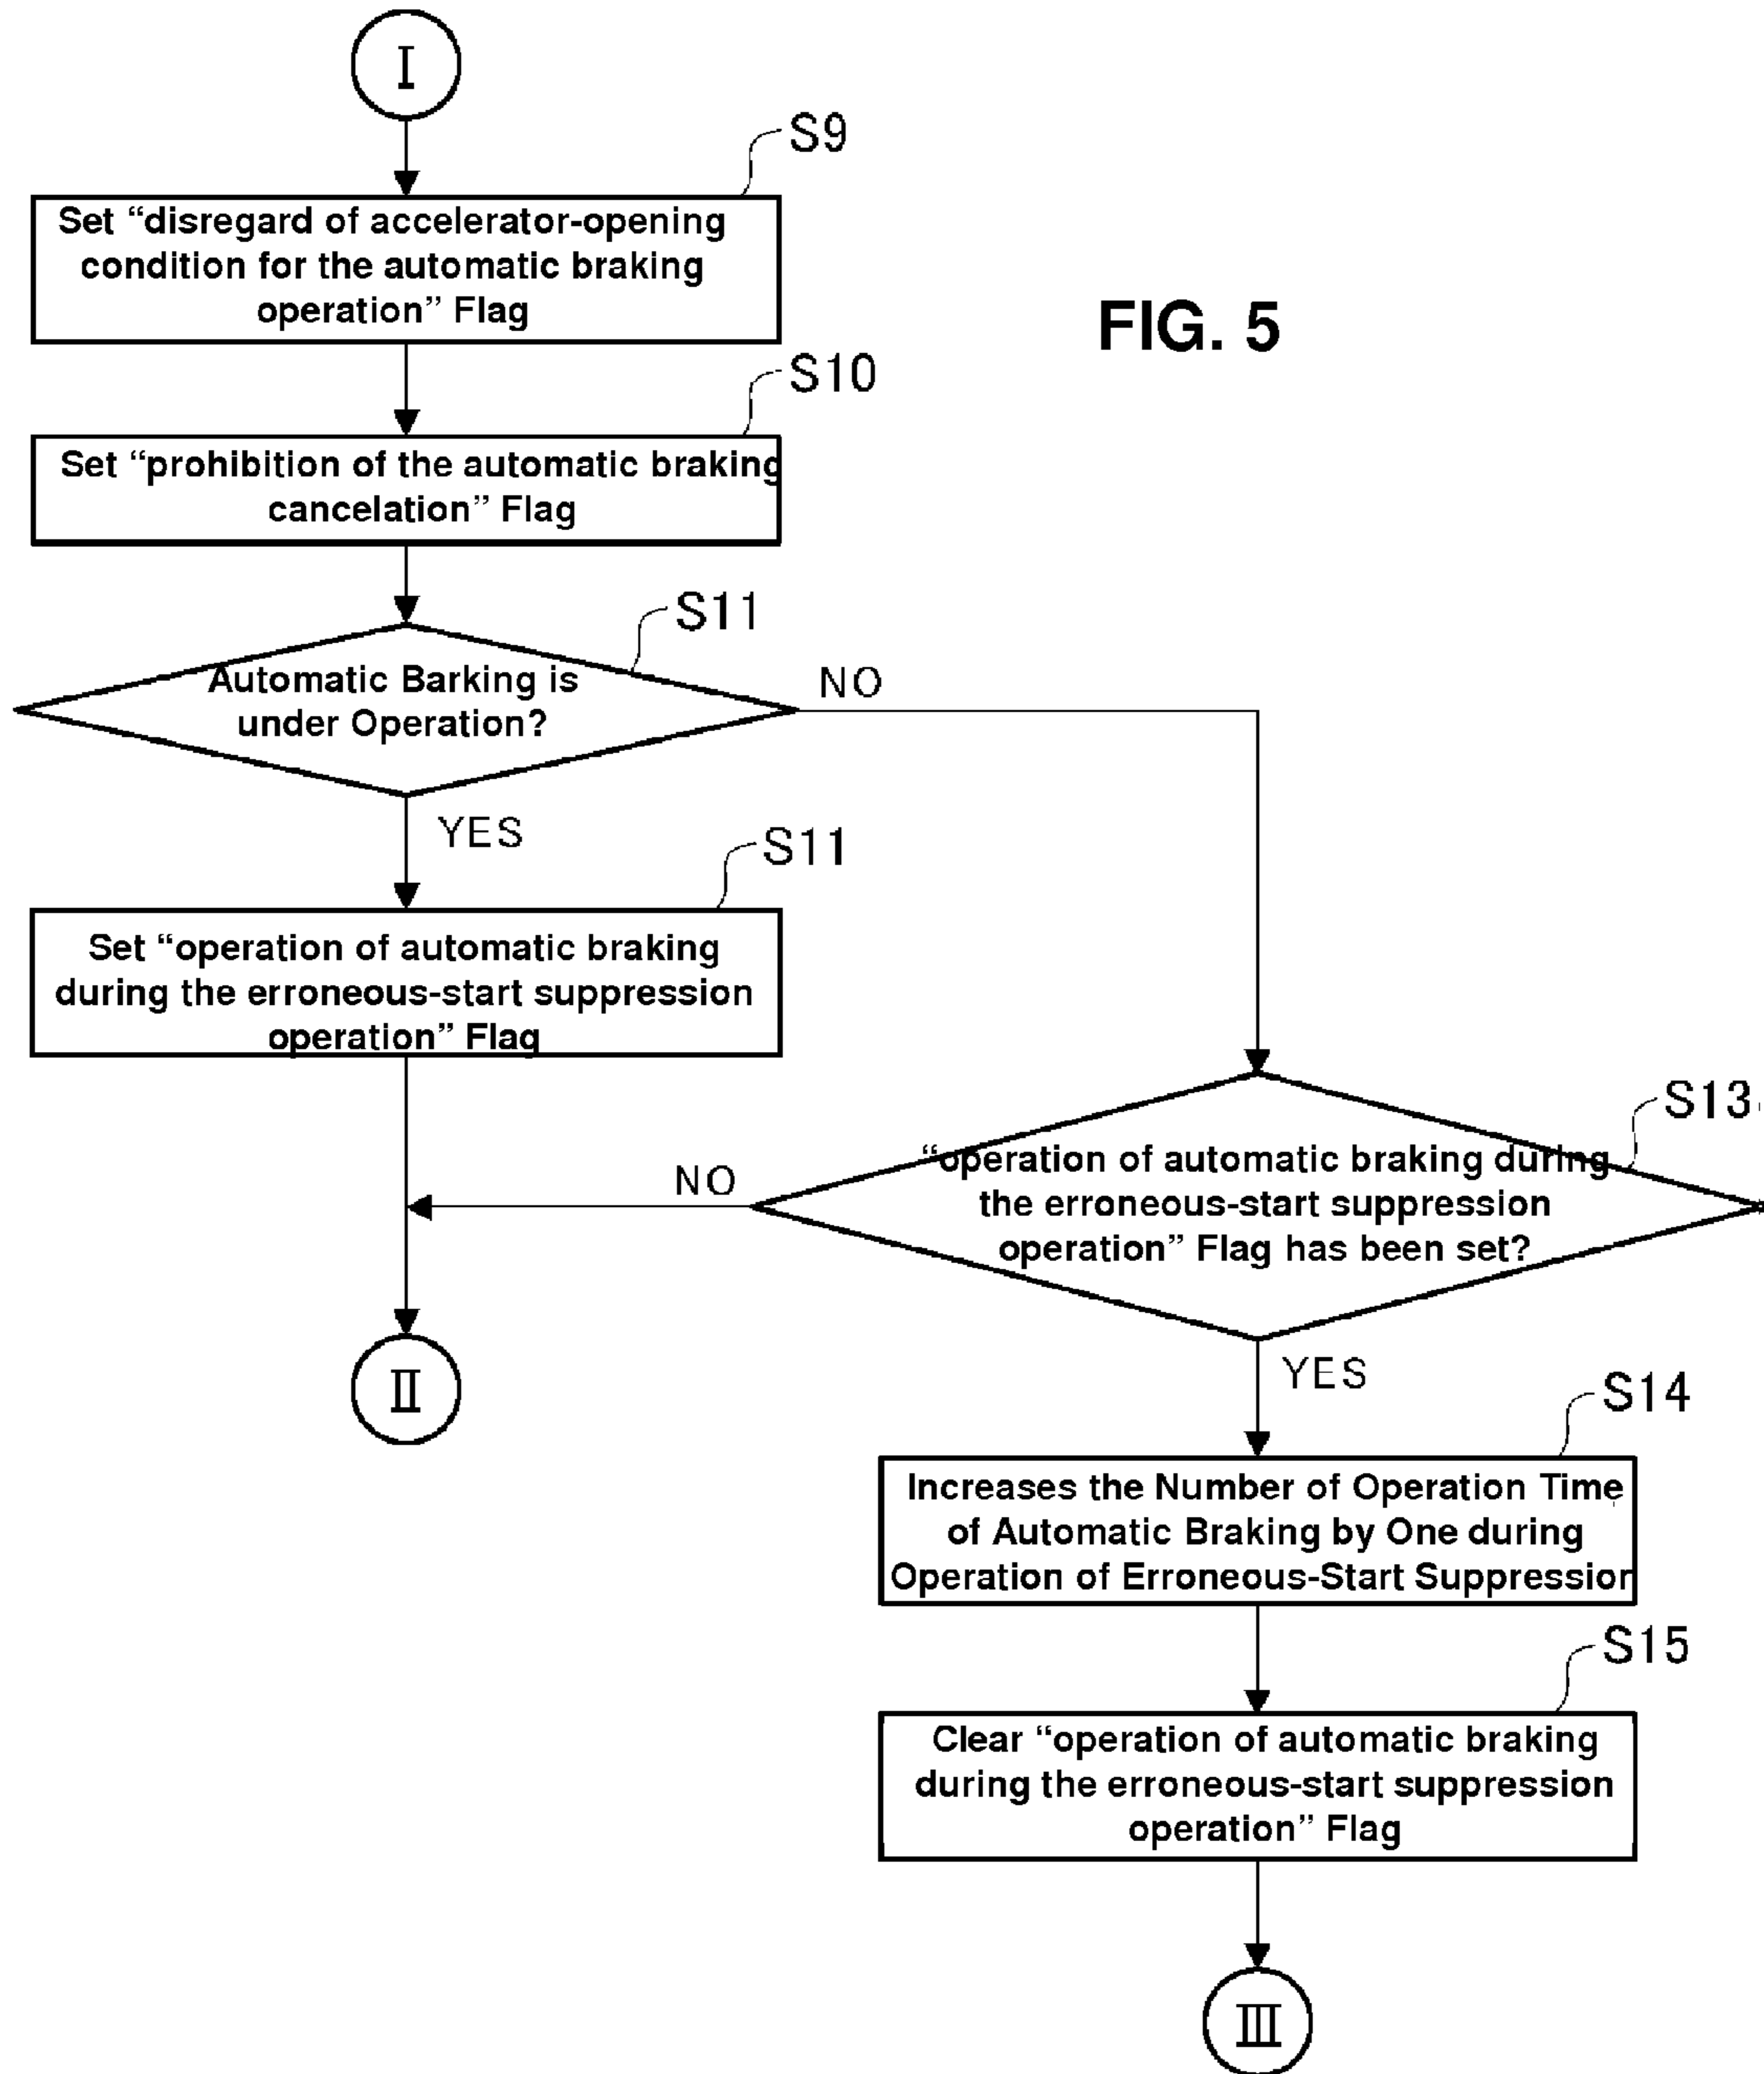 I
S9
Set “disregard of accelerator-opening
condition for the automatic braking
operation” Flag
FIG. 5
S10
Set “prohibition of the automatic braking
cancelation” Flag
S11
Automatic Barking is
under Operation?
NO
YES
S11
Set “operation of automatic braking
during the erroneous-start suppression
operation” Flag
S13
“operation of automatic braking during
the erroneous-start suppression
operation” Flag has been set?
NO
YES
II
S14
Increases the Number of Operation Time
of Automatic Braking by One during
Operation of Erroneous-Start Suppression
S15
Clear “operation of automatic braking
during the erroneous-start suppression
operation” Flag
III